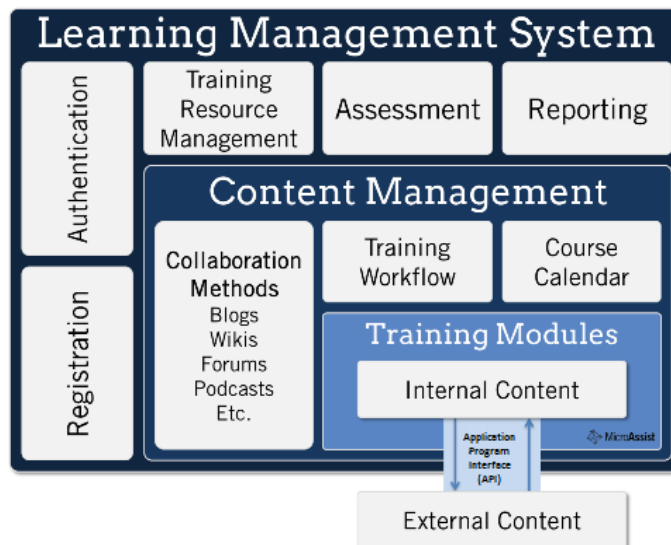 Learning Management System
Authentication
Training
Resource
Management
Assessment
Reporting
Content Management
Registration
Collaboration
Methods
Blogs
Wikis
Forums
Podcasts
Etc.
Training
Workflow
Course
Calendar
Training Modules
Internal Content
Application
Program
Interface
(API)
MicroAssist
External Content